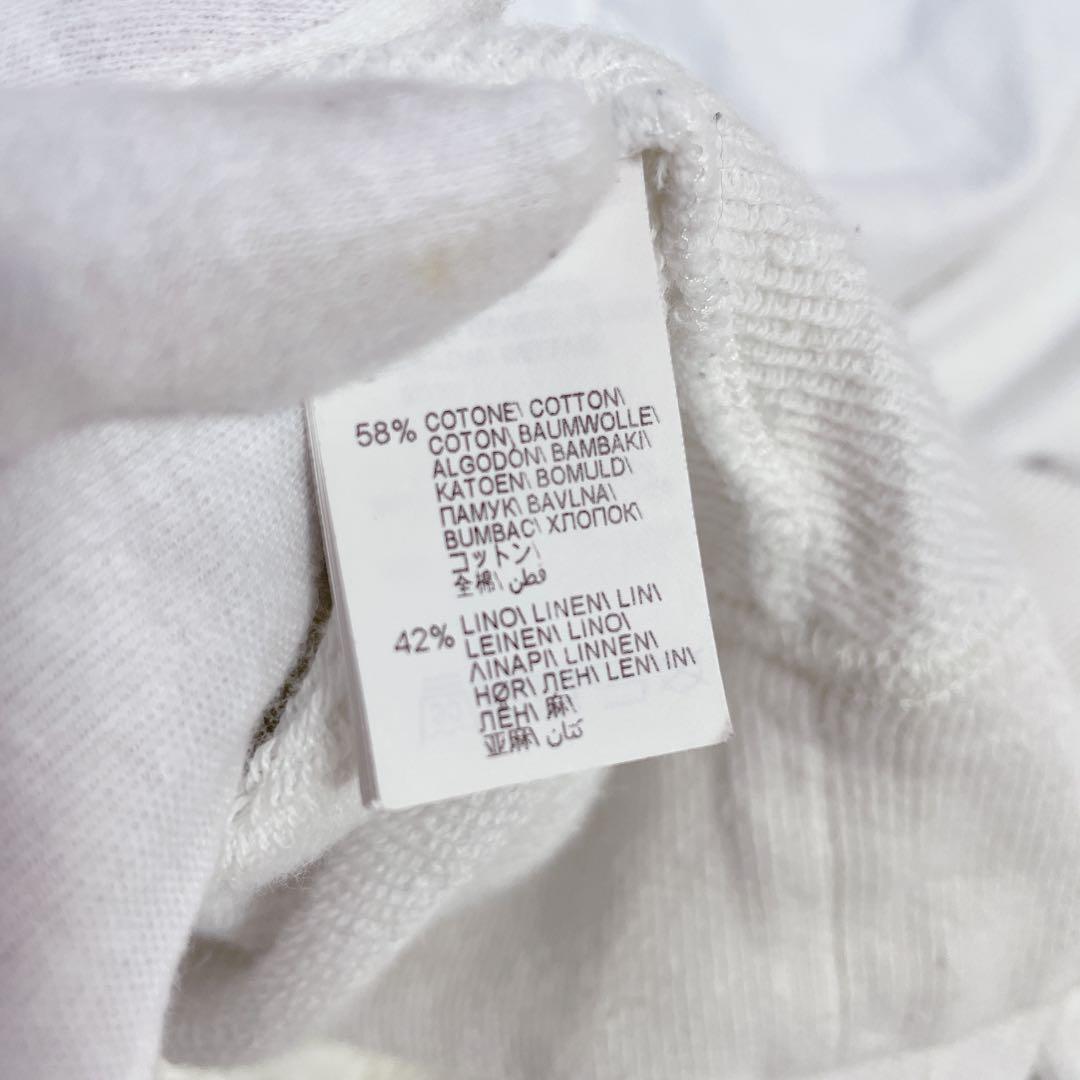 58% COTONE\ COTTON\
COTON\ BAUMWOLLE\
ALGODÓN\ BAMBAKI\
KATOEN\ BOMULD\
ПАМУК\ BAVLNA\
BUMBAC\ ХЛОПОК\
コットン\
全棉\ قطن
42% LINO\ LINEN\ LIN\
LEINEN\ LINO\
ΛΙΝΑΡΙ\ LINNEN\
HØR\ ЛЕН\ LEN\ IN\
ЛЁН\ 麻\
亚麻\ كتان